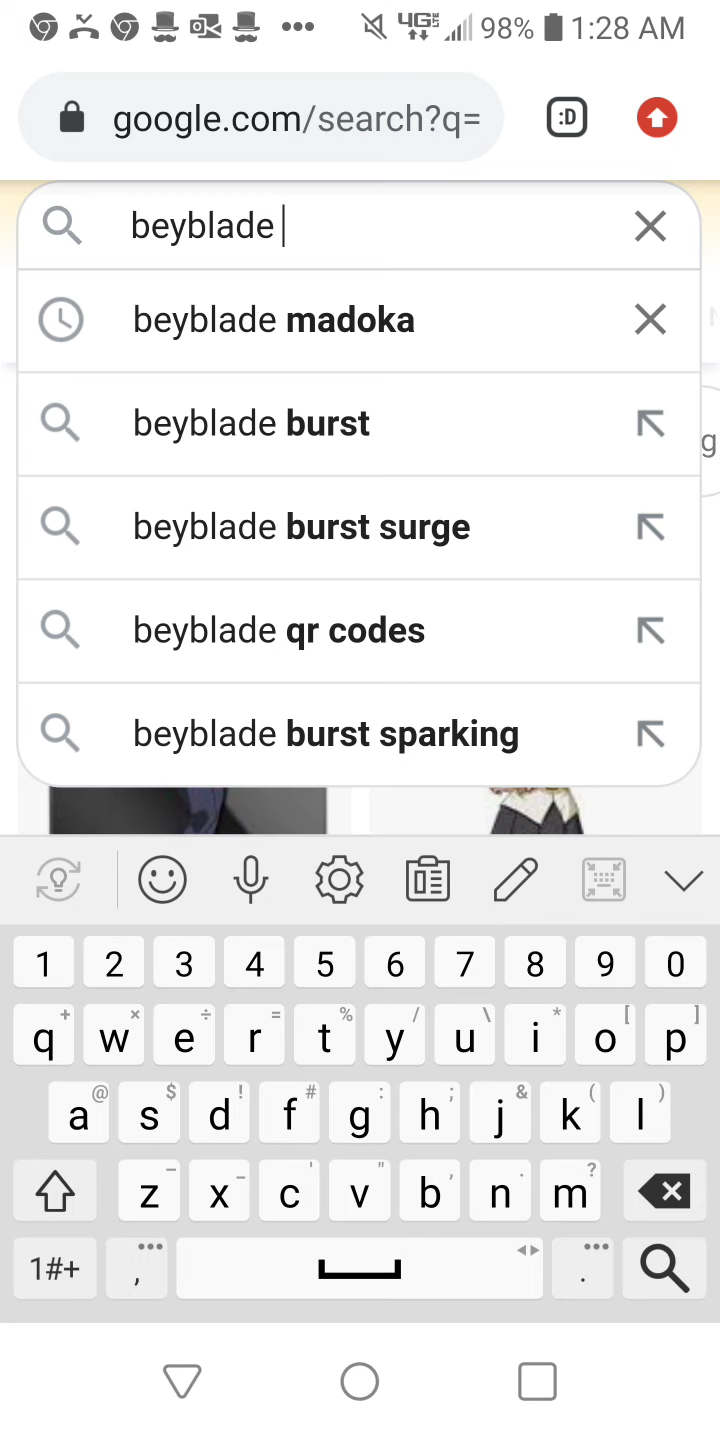 4G 98% 1:28 AM
google.com/search?q= :D
beyblade
beyblade madoka
beyblade burst
g
beyblade burst surge
beyblade qr codes
beyblade burst sparking
1 2 3 4 5 6 7 8 9 0
+ × ÷ = % / \ * [ ]
q w e r t y u i o p
@ $ ! # : ; & ( )
a s d f g h j k l
- _ ' " , . ?
z x c v b n m
1#+ , .